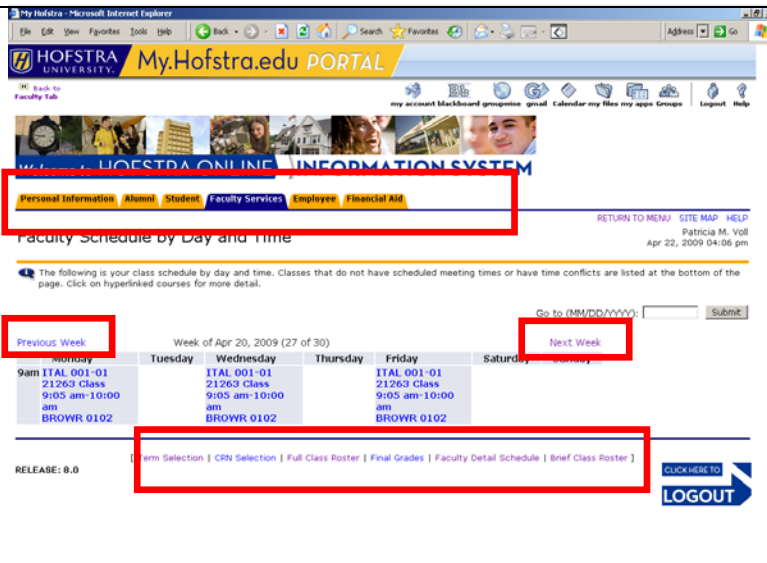 My Hofstra - Microsoft Internet Explorer
File Edit View Favorites Tools Help Back Search Favorites Address Go
H HOFSTRA UNIVERSITY. My.Hofstra.edu PORTAL
Back to
Faculty Tab
my account blackboard groupwise gmail Calendar my files my apps Groups Logout Help
Welcome to HOFSTRA ONLINE INFORMATION SYSTEM
Personal Information Alumni Student Faculty Services Employee Financial Aid
RETURN TO MENU SITE MAP HELP
Faculty Schedule by Day and Time
Patricia M. Voll
Apr 22, 2009 04:06 pm
The following is your class schedule by day and time. Classes that do not have scheduled meeting times or have time conflicts are listed at the bottom of the
page. Click on hyperlinked courses for more detail.
Go to (MM/DD/YYYY): Submit
Previous Week Week of Apr 20, 2009 (27 of 30) Next Week
Monday Tuesday Wednesday Thursday Friday Saturday Sunday
9am ITAL 001-01 ITAL 001-01 ITAL 001-01
21263 Class 21263 Class 21263 Class
9:05 am-10:00 9:05 am-10:00 9:05 am-10:00
am am am
BROWR 0102 BROWR 0102 BROWR 0102
[ Term Selection | CRN Selection | Full Class Roster | Final Grades | Faculty Detail Schedule | Brief Class Roster ]
RELEASE: 8.0
CLICK HERE TO
LOGOUT